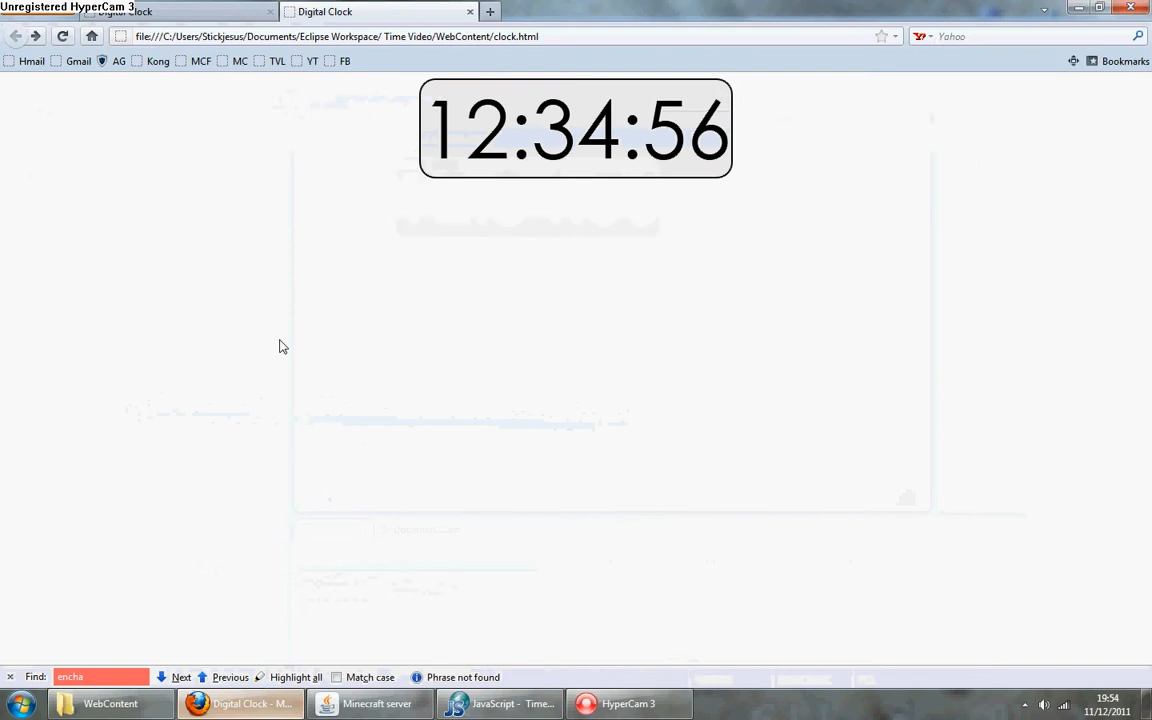 Unregistered HyperCam 3
Digital Clock
Digital Clock
file:///C:/Users/Stickjesus/Documents/Eclipse Workspace/ Time Video/WebContent/clock.html
Yahoo
Hmail Gmail AG Kong MCF MC TVL YT FB Bookmarks
12:34:56
Find: encha Next Previous Highlight all Match case Phrase not found
WebContent Digital Clock - M... Minecraft server JavaScript - Time... HyperCam 3 19:54
11/12/2011